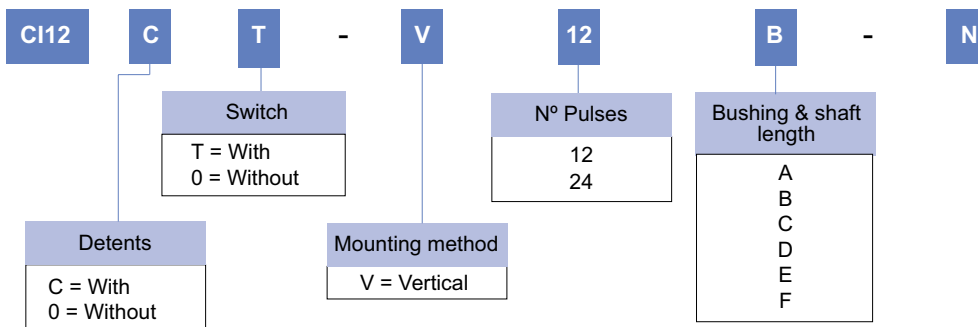 CI12 C T - V 12 B - N
Switch
T = With
0 = Without
Nº Pulses
12
24
Bushing & shaft
length
A
B
C
D
E
F
Detents
C = With
0 = Without
Mounting method
V = Vertical